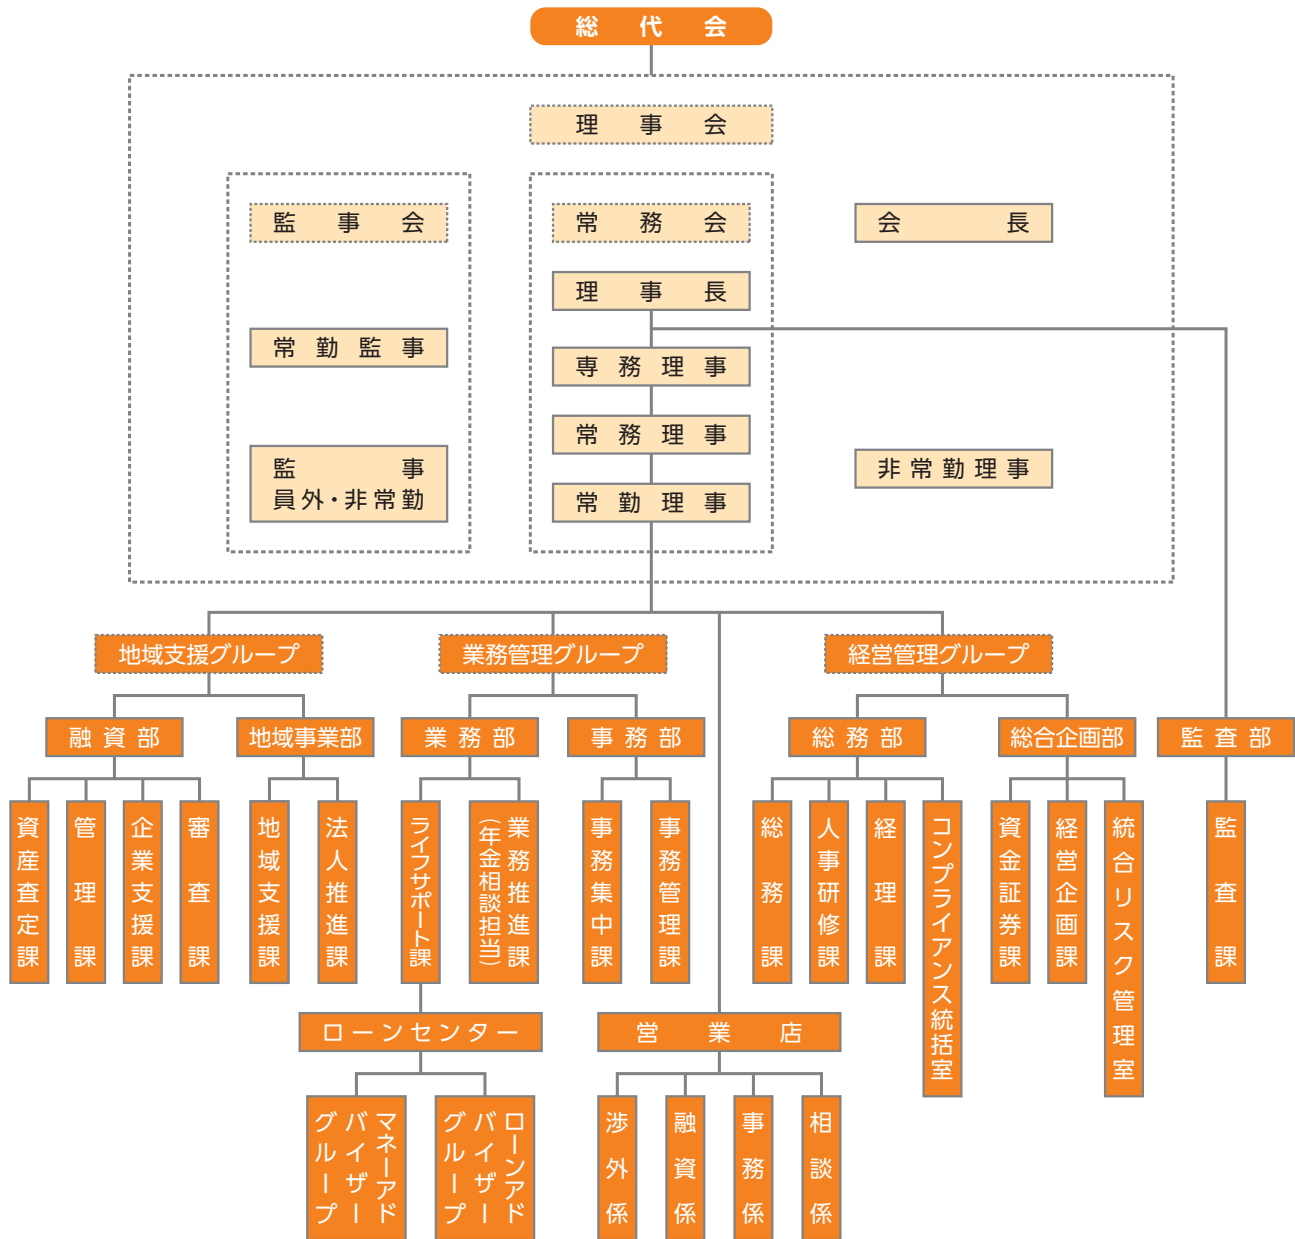 総代会
理事会
監事会
常務会
会長
理事長
常勤監事
専務理事
常務理事
監事
員外・非常勤
非常勤理事
常勤理事
地域支援グループ
業務管理グループ
経営管理グループ
融資部
地域事業部
業務部
事務部
総務部
総合企画部
監査部
資産査定課
管理課
企業支援課
審査課
地域支援課
法人推進課
ライフサポート課
業務推進課
（年金相談担当）
事務集中課
事務管理課
総務課
人事研修課
経理課
コンプライアンス統括室
資金証券課
経営企画課
統合リスク管理室
監査課
ローンセンター
営業店
マネーアド
バイザー
グループ
ローンアド
バイザー
グループ
渉外係
融資係
事務係
相談係